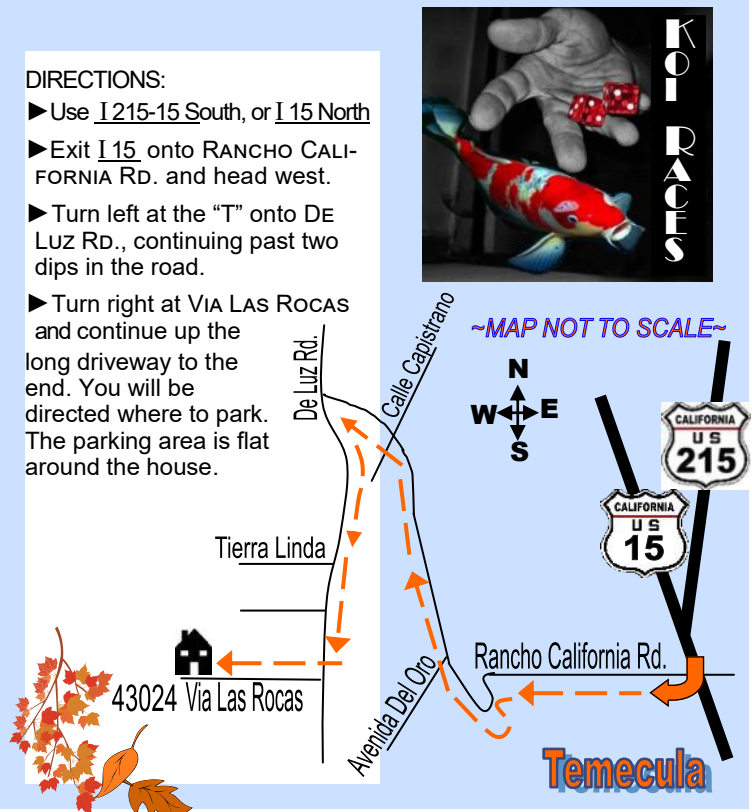 DIRECTIONS:
►Use I 215-15 South, or I 15 North
►Exit I 15 onto RANCHO CALI-
FORNIA RD. and head west.
►Turn left at the “T” onto DE
LUZ RD., continuing past two
dips in the road.
►Turn right at VIA LAS ROCAS
and continue up the
long driveway to the
end. You will be
directed where to park.
The parking area is flat
around the house.
KOI RACES
~MAP NOT TO SCALE~
N
W E
S
De Luz Rd.
Calle Capistrano
CALIFORNIA
US
215
CALIFORNIA
US
15
Tierra Linda
Rancho California Rd.
43024 Via Las Rocas
Avenida Del Oro
Temecula